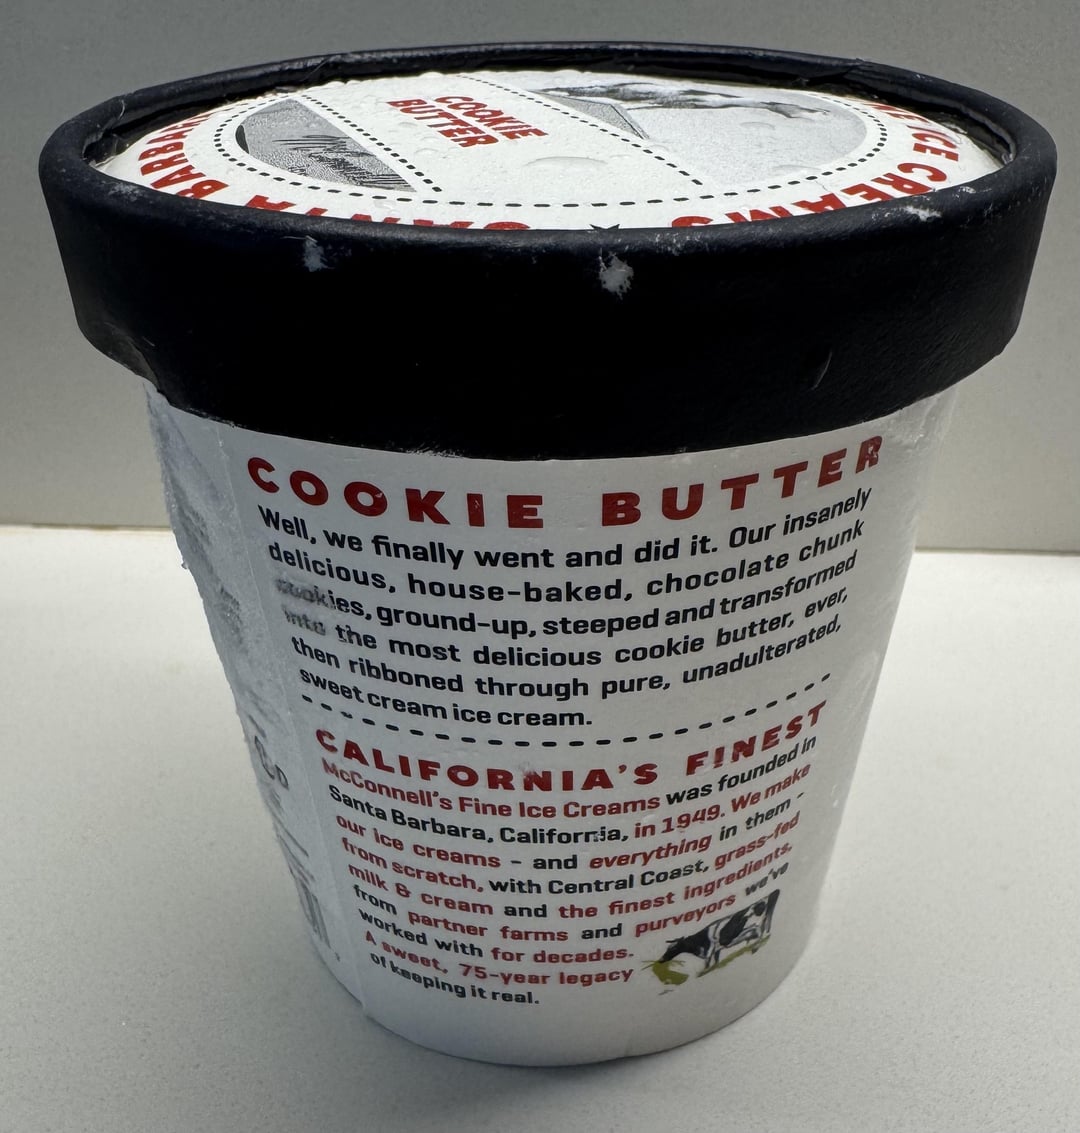 COOKIE
BUTTER
SANTA BARBARA
FINE ICE CREAMS
COOKIE BUTTER
Well, we finally went and did it. Our insanely
delicious, house-baked, chocolate chunk
cookies, ground-up, steeped and transformed
into the most delicious cookie butter, ever,
then ribboned through pure, unadulterated,
sweet cream ice cream.
CALIFORNIA'S FINEST
McConnell's Fine Ice Creams was founded in
Santa Barbara, California, in 1949. We make
our ice creams - and everything in them -
from scratch, with Central Coast, grass-fed
milk & cream and the finest ingredients,
from partner farms and purveyors we've
worked with for decades.
A sweet, 75-year legacy
of keeping it real.